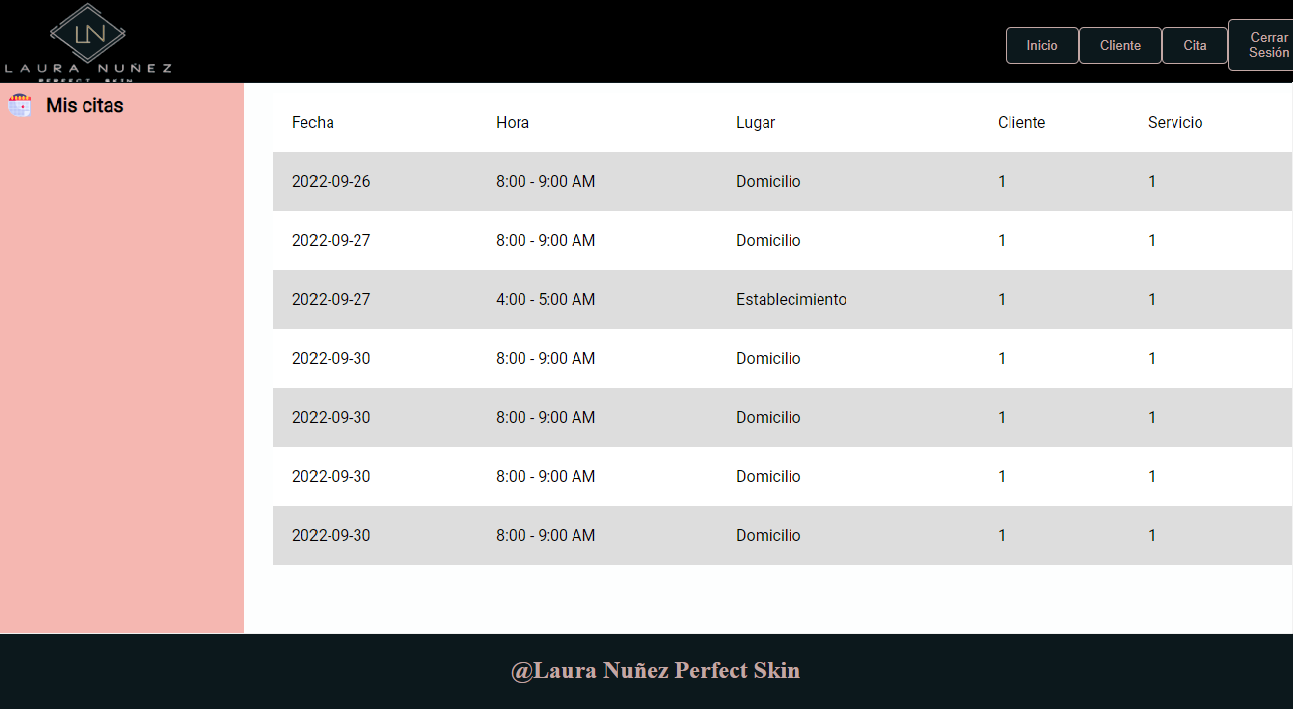 LN
LAURA NUÑEZ
PERFECT SKIN
Inicio
Cliente
Cita
Cerrar
Sesión
Mis citas
Fecha Hora Lugar Cliente Servicio
2022-09-26 8:00 - 9:00 AM Domicilio 1 1
2022-09-27 8:00 - 9:00 AM Domicilio 1 1
2022-09-27 4:00 - 5:00 AM Establecimiento 1 1
2022-09-30 8:00 - 9:00 AM Domicilio 1 1
2022-09-30 8:00 - 9:00 AM Domicilio 1 1
2022-09-30 8:00 - 9:00 AM Domicilio 1 1
2022-09-30 8:00 - 9:00 AM Domicilio 1 1
@Laura Nuñez Perfect Skin